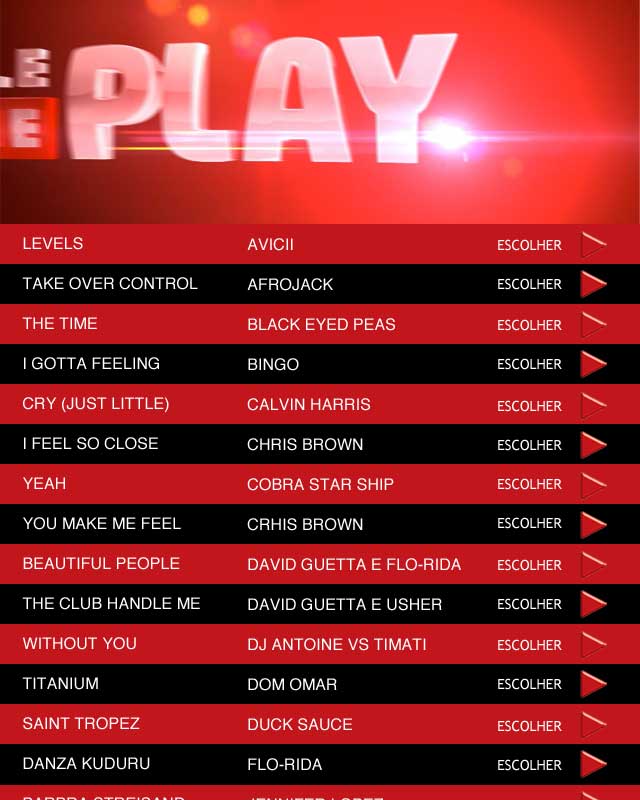 LE
E PLAY
LEVELS AVICII ESCOLHER
TAKE OVER CONTROL AFROJACK ESCOLHER
THE TIME BLACK EYED PEAS ESCOLHER
I GOTTA FEELING BINGO ESCOLHER
CRY (JUST LITTLE) CALVIN HARRIS ESCOLHER
I FEEL SO CLOSE CHRIS BROWN ESCOLHER
YEAH COBRA STAR SHIP ESCOLHER
YOU MAKE ME FEEL CRHIS BROWN ESCOLHER
BEAUTIFUL PEOPLE DAVID GUETTA E FLO-RIDA ESCOLHER
THE CLUB HANDLE ME DAVID GUETTA E USHER ESCOLHER
WITHOUT YOU DJ ANTOINE VS TIMATI ESCOLHER
TITANIUM DOM OMAR ESCOLHER
SAINT TROPEZ DUCK SAUCE ESCOLHER
DANZA KUDURU FLO-RIDA ESCOLHER
BARBRA STREISAND JENNIFER LOPEZ